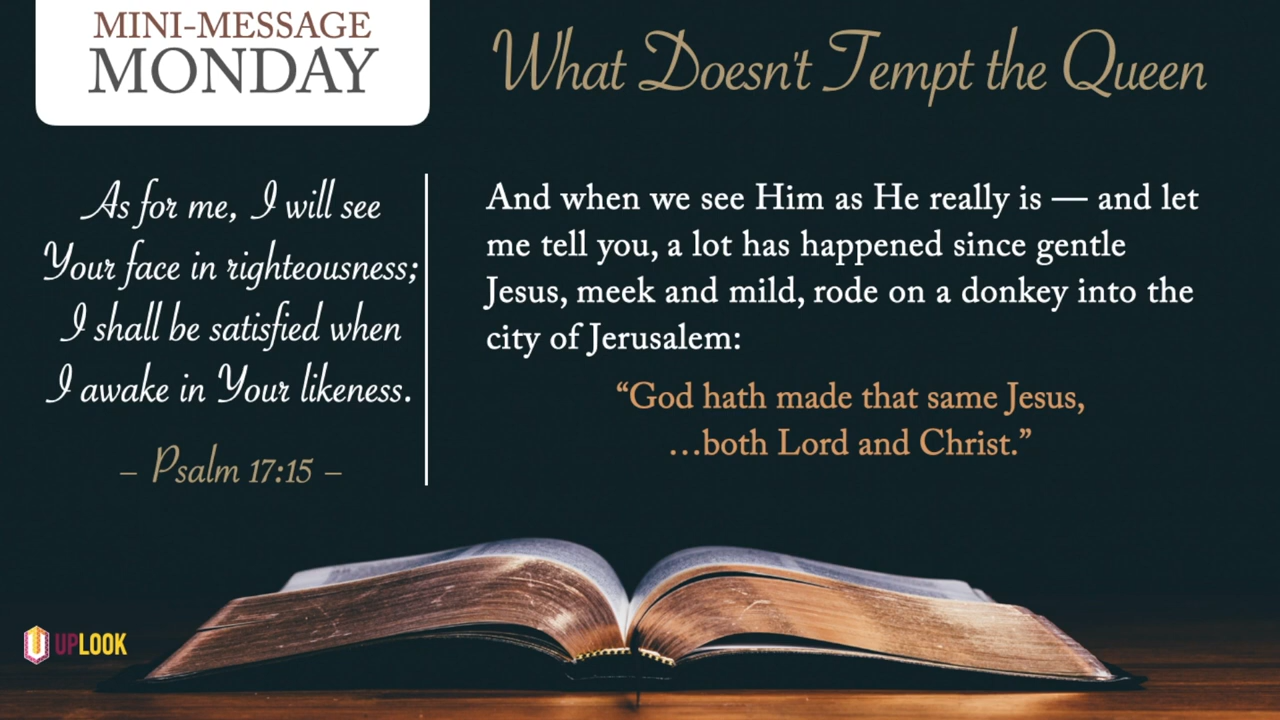 MINI-MESSAGE
MONDAY
What Doesn't Tempt the Queen
As for me, I will see
Your face in righteousness;
I shall be satisfied when
I awake in Your likeness.
– Psalm 17:15 –
And when we see Him as He really is — and let
me tell you, a lot has happened since gentle
Jesus, meek and mild, rode on a donkey into the
city of Jerusalem:
“God hath made that same Jesus,
…both Lord and Christ.”
UPLOOK